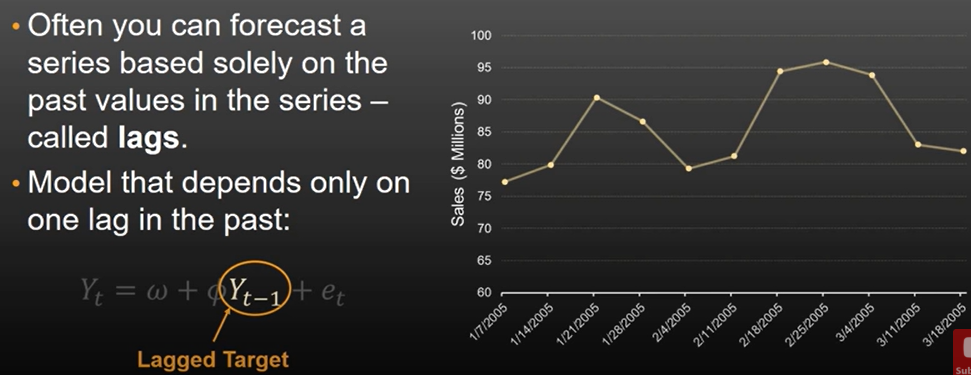 • Often you can forecast a
series based solely on the
past values in the series –
called lags.
• Model that depends only on
one lag in the past:
Yₜ = ω + ϕYₜ₋₁ + eₜ
Lagged Target
Sales ($ Millions)
100
95
90
85
80
75
70
65
60
1/7/2005
1/14/2005
1/21/2005
1/28/2005
2/4/2005
2/11/2005
2/18/2005
2/25/2005
3/4/2005
3/11/2005
3/18/2005
Sub